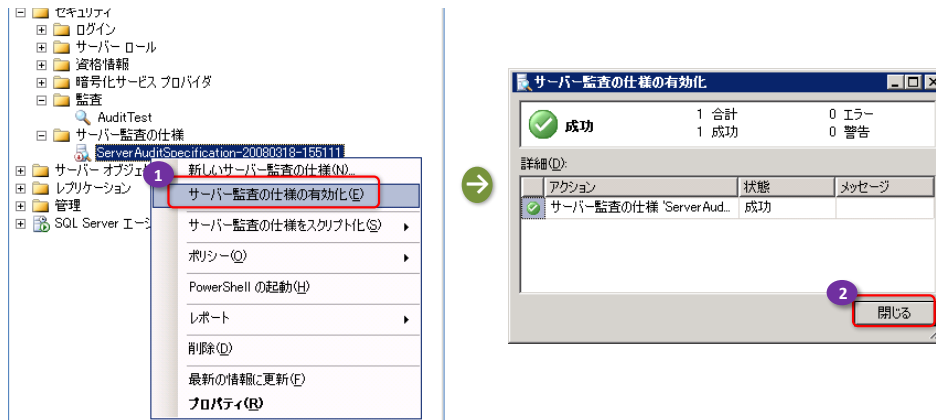 セキュリティ
ログイン
サーバー ロール
資格情報
暗号化サービス プロバイダ
監査
AuditTest
サーバー監査の仕様
ServerAuditSpecification-20080318-155111
サーバー オブジェ
レプリケーション
管理
SQL Server エージ
1
新しいサーバー監査の仕様(N)...
サーバー監査の仕様の有効化(E)
サーバー監査の仕様をスクリプト化(S)
ポリシー(O)
PowerShell の起動(H)
レポート
削除(D)
最新の情報に更新(F)
プロパティ(R)
サーバー監査の仕様の有効化
成功
1 合計
0 エラー
1 成功
0 警告
詳細(D):
アクション
状態
メッセージ
サーバー監査の仕様 'ServerAud...
成功
2
閉じる